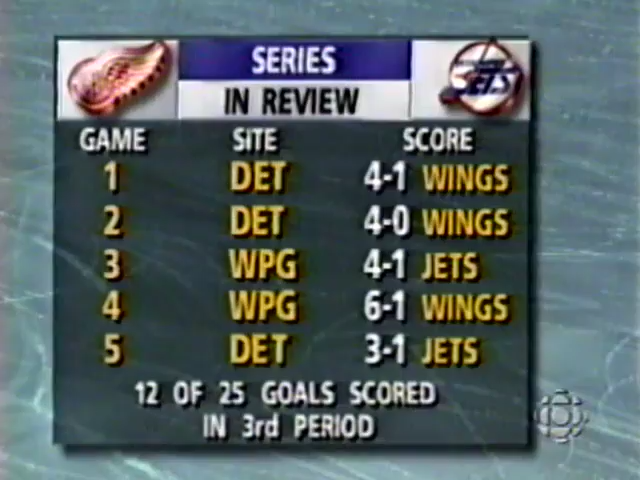 SERIES
IN REVIEW
JETS
GAME SITE SCORE
1 DET 4-1 WINGS
2 DET 4-0 WINGS
3 WPG 4-1 JETS
4 WPG 6-1 WINGS
5 DET 3-1 JETS
12 OF 25 GOALS SCORED
IN 3rd PERIOD